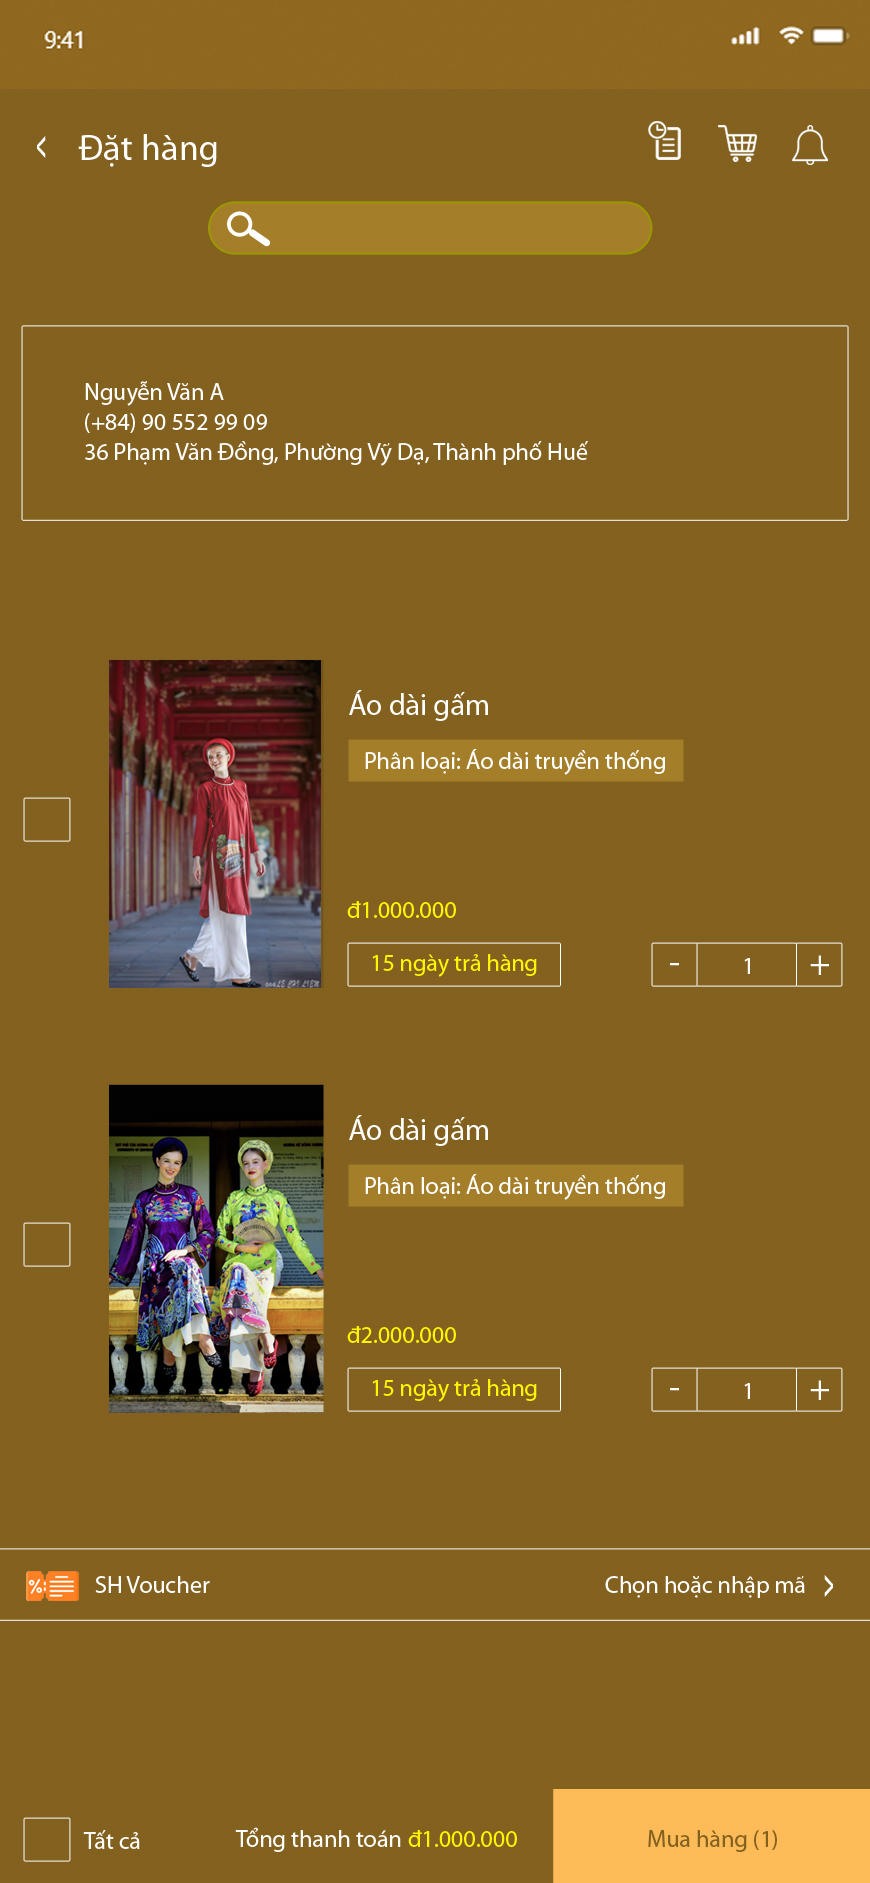 9:41
Đặt hàng
Nguyễn Văn A
(+84) 90 552 99 09
36 Phạm Văn Đồng, Phường Vỹ Dạ, Thành phố Huế
Áo dài gấm
Phân loại: Áo dài truyền thống
đ1.000.000
15 ngày trả hàng
- 1 +
Áo dài gấm
Phân loại: Áo dài truyền thống
đ2.000.000
15 ngày trả hàng
- 1 +
% SH Voucher Chọn hoặc nhập mã
Tất cả Tổng thanh toán đ1.000.000 Mua hàng (1)